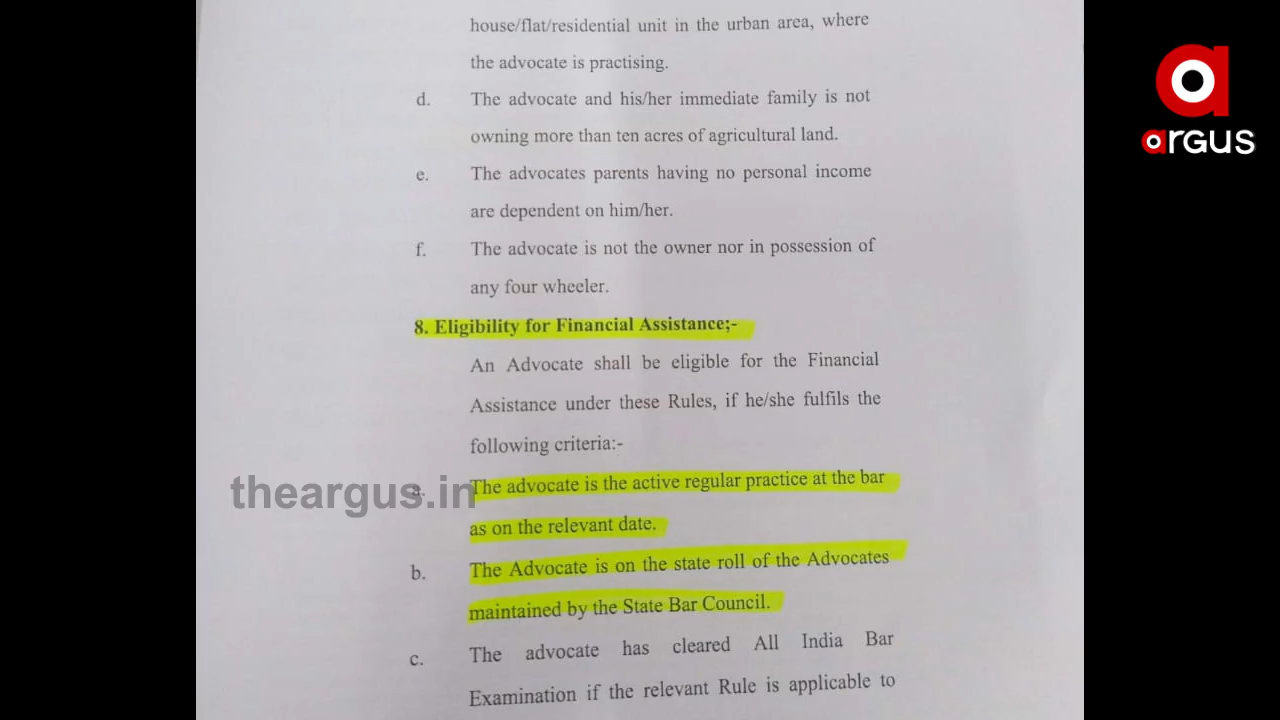 house/flat/residential unit in the urban area, where
the advocate is practising.
d. The advocate and his/her immediate family is not
owning more than ten acres of agricultural land.
e. The advocates parents having no personal income
are dependent on him/her.
f. The advocate is not the owner nor in possession of
any four wheeler.
8. Eligibility for Financial Assistance;-
An Advocate shall be eligible for the Financial
Assistance under these Rules, if he/she fulfils the
following criteria:-
a. The advocate is the active regular practice at the bar
as on the relevant date.
b. The Advocate is on the state roll of the Advocates
maintained by the State Bar Council.
c. The advocate has cleared All India Bar
Examination if the relevant Rule is applicable to
theargus.in
argus